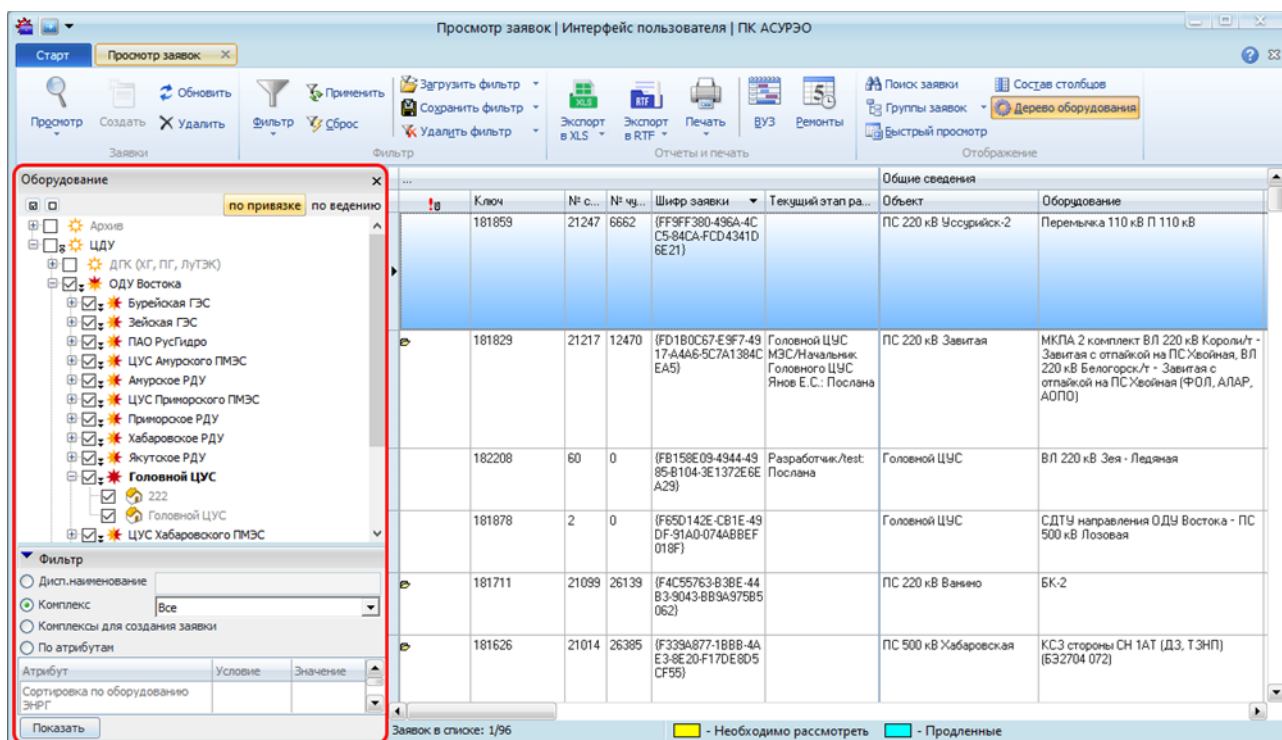 Просмотр заявок | Интерфейс пользователя | ПК АСУРЭО
Старт
Просмотр заявок
Просмотр
Создать
Обновить
Удалить
Заявки
Фильтр
Применить
Сброс
Загрузить фильтр
Сохранить фильтр
Удалить фильтр
Фильтр
Экспорт в XLS
Экспорт в RTF
Печать
ВУЗ
Ремонты
Отчеты и печать
Поиск заявки
Группы заявок
Быстрый просмотр
Состав столбцов
Дерево оборудования
Отображение
Оборудование
по привязке по ведению
Архив
ЦДУ
ДГК (ХГ, ПГ, ЛуТЭК)
ОДУ Востока
Бурейская ГЭС
Зейская ГЭС
ПАО РусГидро
ЦУС Амурского ПМЭС
Амурское РДУ
ЦУС Приморского ПМЭС
Приморское РДУ
Хабаровское РДУ
Якутское РДУ
Головной ЦУС
222
Головной ЦУС
ЦУС Хабаровского ПМЭС
Фильтр
Дисп.наименование
Комплекс Все
Комплексы для создания заявки
По атрибутам
Атрибут Условие Значение
Сортировка по оборудованию
ЭНРГ
Показать
... Общие сведения
Ключ № с... № чу... Шифр заявки Текущий этап ра... Объект Оборудование
181859 21247 6662 {FF9FF380-496A-4C
C5-84CA-FCD4341D
6E21} ПС 220 кВ Уссурийск-2 Перемычка 110 кВ П 110 кВ
181829 21217 12470 {FD1B0C67-E9F7-49
17-A4A6-5C7A1384C
EA5} Головной ЦУС
МЭС/Начальник
Головного ЦУС
Янов Е.С.: Послана ПС 220 кВ Завитая МКПА 2 комплект ВЛ 220 кВ Короли/т -
Завитая с отпайкой на ПС Хвойная, ВЛ
220 кВ Белогорск/т - Завитая с
отпайкой на ПС Хвойная (ФОЛ, АЛАР,
АОПО)
182208 60 0 {FB158E09-4944-49
85-B104-3E1372E6E
A29} Разработчик/test:
Послана Головной ЦУС ВЛ 220 кВ Зея - Ледяная
181878 2 0 {F65D142E-CB1E-49
DF-91A0-074ABBEF
018F} Головной ЦУС СДТУ направления ОДУ Востока - ПС
500 кВ Лозовая
181711 21099 26139 {F4C55763-B3BE-44
B3-9043-BB9A975B5
062} ПС 220 кВ Ванино БК-2
181626 21014 26385 {F339A877-1BBB-4A
E3-8E20-F17DE8D5
CF55} ПС 500 кВ Хабаровская КСЗ стороны СН 1АТ (ДЗ, ТЗНП)
(БЭ2704 072)
Заявок в списке: 1/96
- Необходимо рассмотреть
- Продленные